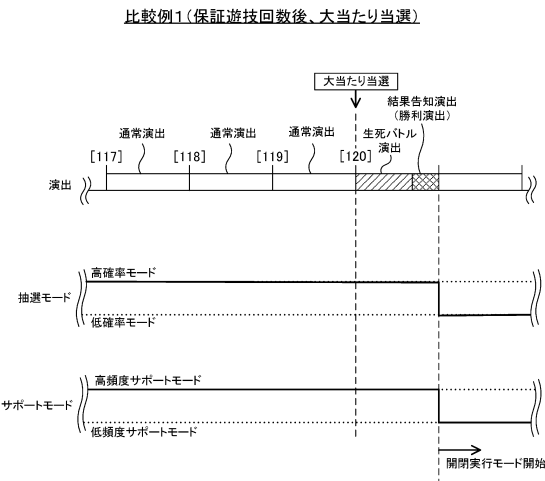 比較例1(保証遊技回数後、大当たり当選)
大当たり当選
結果告知演出
(勝利演出)
通常演出
通常演出
通常演出
生死バトル
演出
[117]
[118]
[119]
[120]
演出
高確率モード
抽選モード
低確率モード
高頻度サポートモード
サポートモード
低頻度サポートモード
開閉実行モード開始